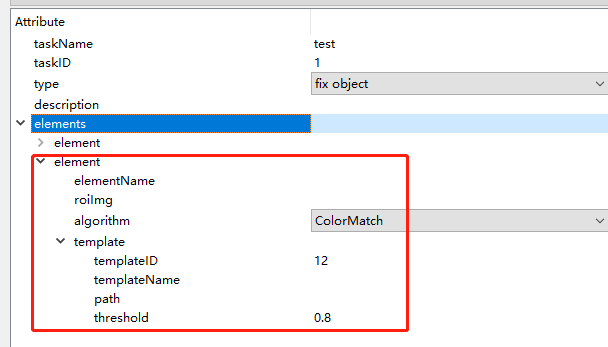 Attribute
taskName test
taskID 1
type fix object
description
elements
element
element
elementName
roiImg
algorithm ColorMatch
template
templateID 12
templateName
path
threshold 0.8